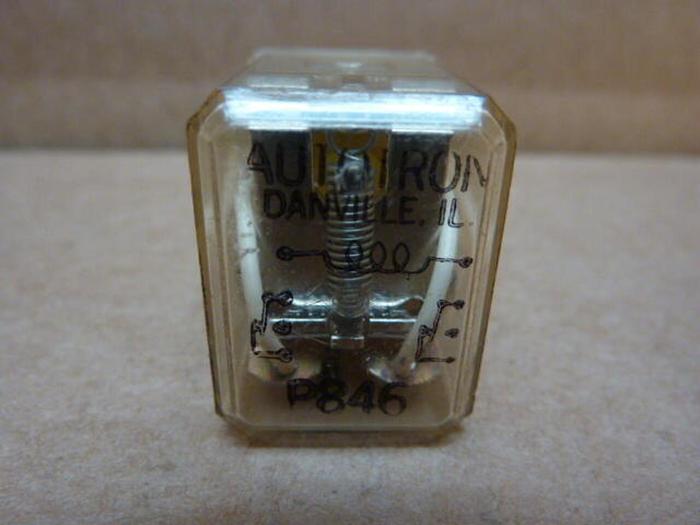 AUTOTRON
DANVILLE, IL.
P846